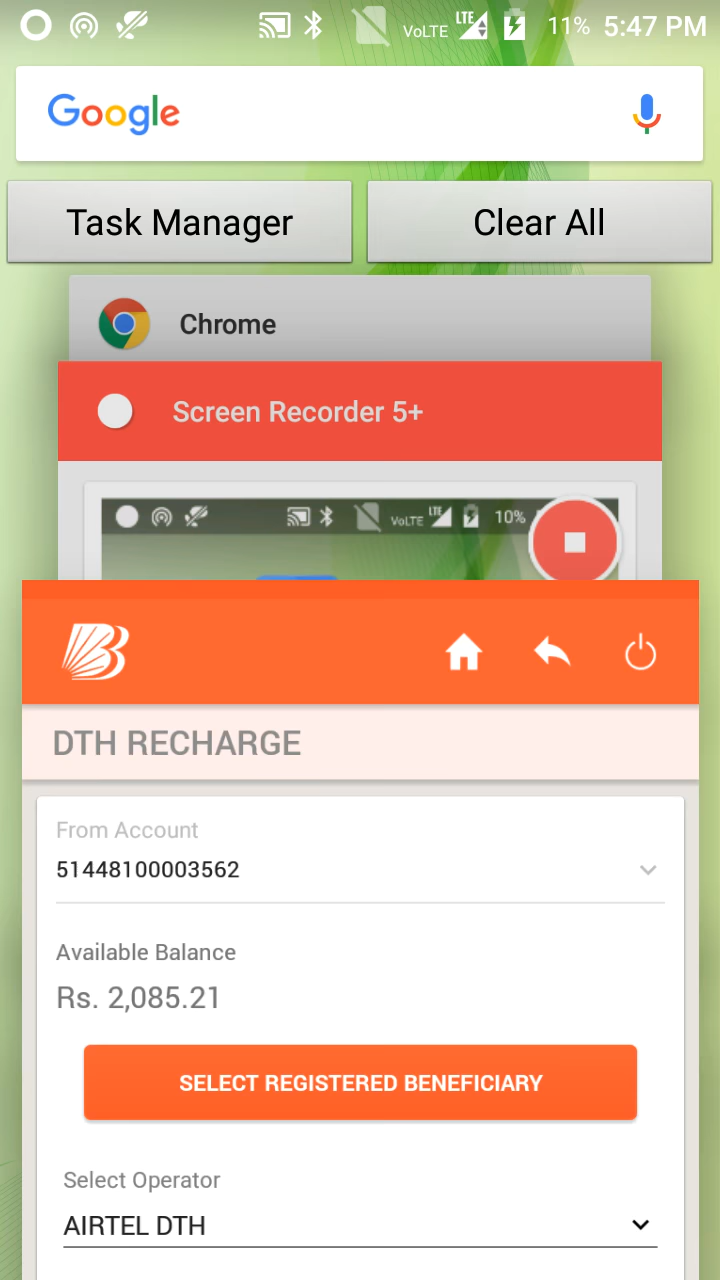 VoLTE LTE 11% 5:47 PM
Google
Task Manager Clear All
Chrome
Screen Recorder 5+
VoLTE LTE 10%
DTH RECHARGE
From Account
51448100003562
Available Balance
Rs. 2,085.21
SELECT REGISTERED BENEFICIARY
Select Operator
AIRTEL DTH